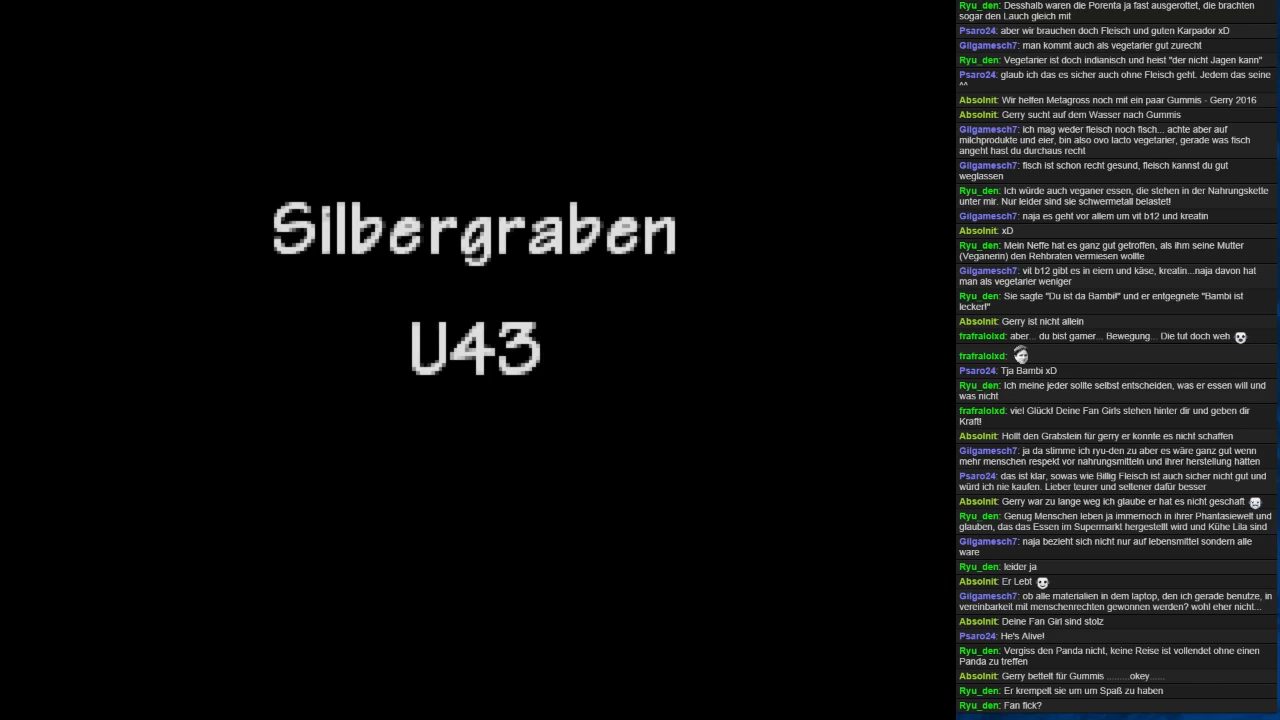 Silbergraben
U43
Ryu_den: Desshalb waren die Porenta ja fast ausgerottet, die brachten
sogar den Lauch gleich mit
Psaro24: aber wir brauchen doch Fleisch und guten Karpador xD
Gilgamesch7: man kommt auch als vegetarier gut zurecht
Ryu_den: Vegetarier ist doch indianisch und heist "der nicht Jagen kann"
Psaro24: glaub ich das es sicher auch ohne Fleisch geht. Jedem das seine
^^
Absolnit: Wir helfen Metagross noch mit ein paar Gummis - Gerry 2016
Absolnit: Gerry sucht auf dem Wasser nach Gummis
Gilgamesch7: ich mag weder fleisch noch fisch... achte aber auf
milchprodukte und eier, bin also ovo lacto vegetarier, gerade was fisch
angeht hast du durchaus recht
Gilgamesch7: fisch ist schon recht gesund, fleisch kannst du gut
weglassen
Ryu_den: Ich würde auch veganer essen, die stehen in der Nahrungskette
unter mir. Nur leider sind sie schwermetall belastet!
Gilgamesch7: naja es geht vor allem um vit b12 und kreatin
Absolnit: xD
Ryu_den: Mein Neffe hat es ganz gut getroffen, als ihm seine Mutter
(Veganerin) den Rehbraten vermiesen wollte
Gilgamesch7: vit b12 gibt es in eiern und käse, kreatin...naja davon hat
man als vegetarier weniger
Ryu_den: Sie sagte "Du ist da Bambi!" und er entgegnete "Bambi ist
lecker!"
Absolnit: Gerry ist nicht allein
frafralolxd: aber... du bist gamer... Bewegung... Die tut doch weh
frafralolxd:
Psaro24: Tja Bambi xD
Ryu_den: Ich meine jeder sollte selbst entscheiden, was er essen will und
was nicht
frafralolxd: viel Glück! Deine Fan Girls stehen hinter dir und geben dir
Kraft!
Absolnit: Hollt den Grabstein für gerry er konnte es nicht schaffen
Gilgamesch7: ja da stimme ich ryu-den zu aber es wäre ganz gut wenn
mehr menschen respekt vor nahrungsmitteln und ihrer herstellung hätten
Psaro24: das ist klar, sowas wie Billig Fleisch ist auch sicher nicht gut und
würd ich nie kaufen. Lieber teurer und seltener dafür besser
Absolnit: Gerry war zu lange weg ich glaube er hat es nicht geschaft
Ryu_den: Genug Menschen leben ja immernoch in ihrer Phantasiewelt und
glauben, das das Essen im Supermarkt hergestellt wird und Kühe Lila sind
Gilgamesch7: naja bezieht sich nicht nur auf lebensmittel sondern alle
ware
Ryu_den: leider ja
Absolnit: Er Lebt
Gilgamesch7: ob alle materialien in dem laptop, den ich gerade benutze, in
vereinbarkeit mit menschenrechten gewonnen werden? wohl eher nicht...
Absolnit: Deine Fan Girl sind stolz
Psaro24: He's Alive!
Ryu_den: Vergiss den Panda nicht, keine Reise ist vollendet ohne einen
Panda zu treffen
Absolnit: Gerry bettelt für Gummis .........okey......
Ryu_den: Er krempelt sie um um Spaß zu haben
Ryu_den: Fan fick?